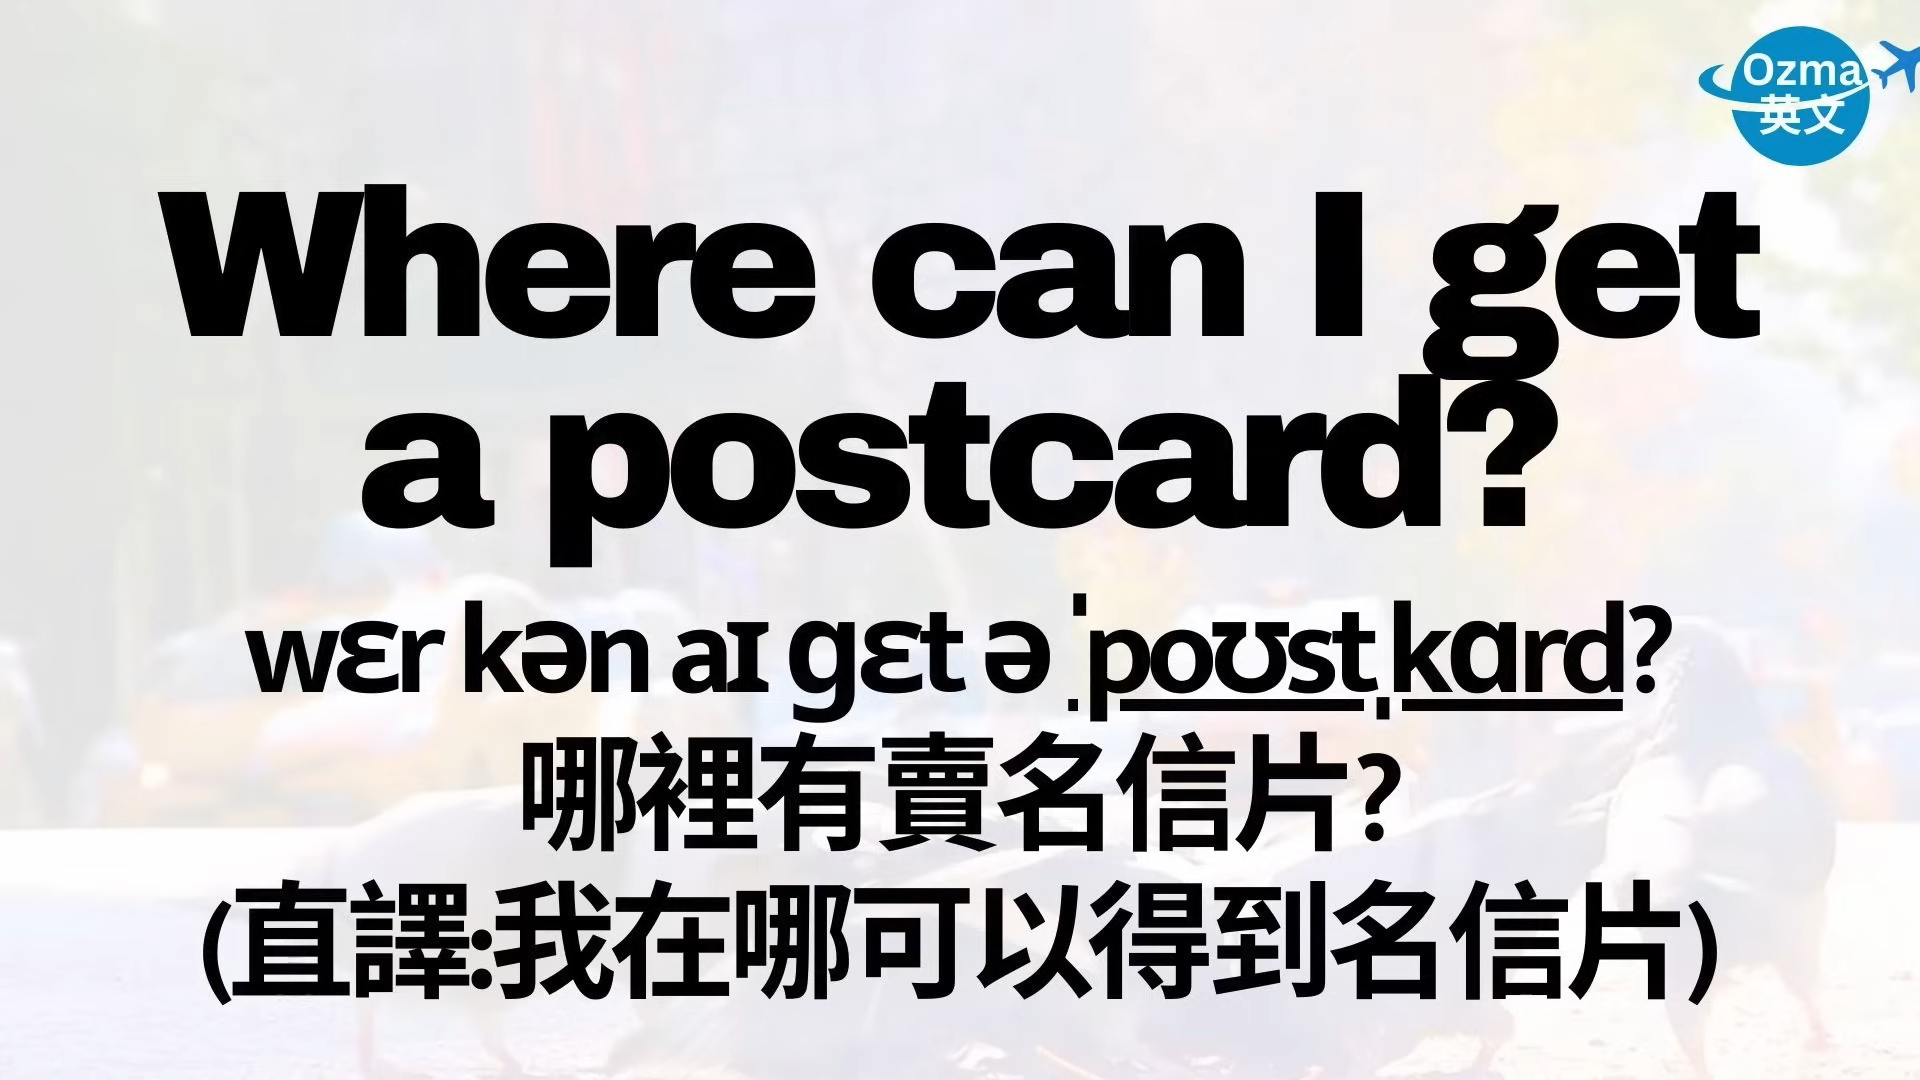 Ozma
英文
Where can I get
a postcard?
wɛr kən aɪ gɛt ə ˈpoʊstˌkɑrd?
哪裡有賣名信片?
(直譯:我在哪可以得到名信片)